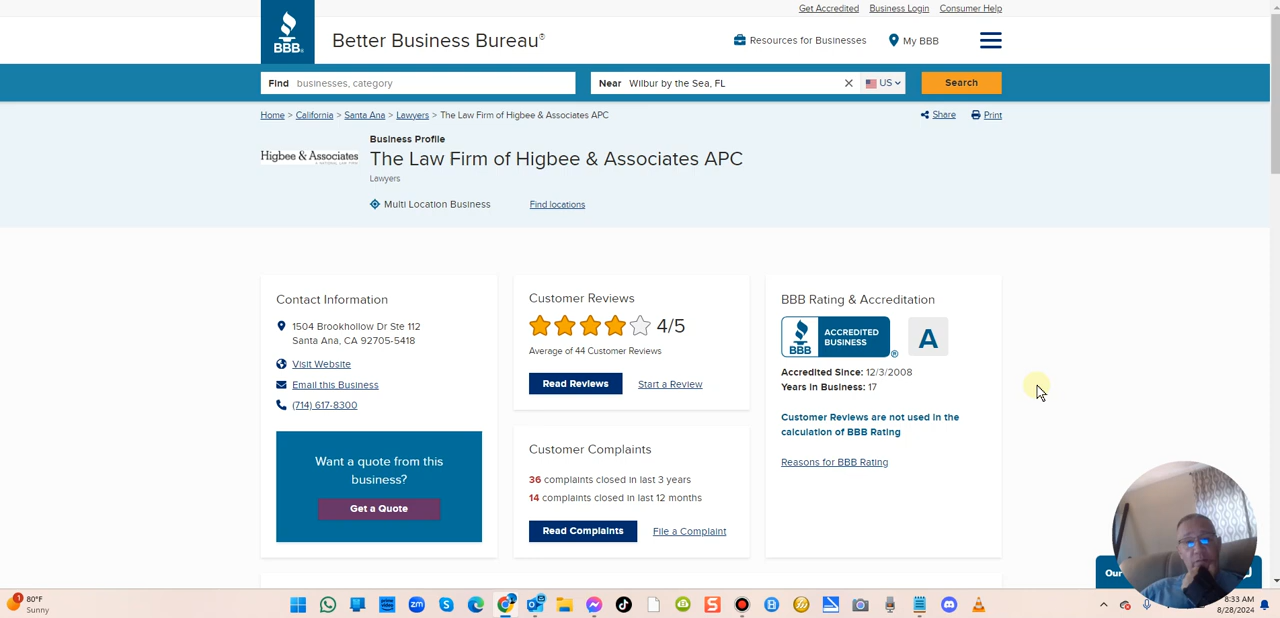 Get Accredited Business Login Consumer Help
BBB® Better Business Bureau® Resources for Businesses My BBB
Find businesses, category Near Wilbur by the Sea, FL US Search
Home > California > Santa Ana > Lawyers > The Law Firm of Higbee & Associates APC Share Print
Business Profile
Higbee & Associates The Law Firm of Higbee & Associates APC
Lawyers
Multi Location Business Find locations
Contact Information
1504 Brookhollow Dr Ste 112
Santa Ana, CA 92705-5418
Visit Website
Email this Business
(714) 617-8300
Want a quote from this
business?
Get a Quote
Customer Reviews
4/5
Average of 44 Customer Reviews
Read Reviews Start a Review
Customer Complaints
36 complaints closed in last 3 years
14 complaints closed in last 12 months
Read Complaints File a Complaint
BBB Rating & Accreditation
BBB ACCREDITED
BUSINESS ® A
Accredited Since: 12/3/2008
Years in Business: 17
Customer Reviews are not used in the
calculation of BBB Rating
Reasons for BBB Rating
Our
1 80°F
Sunny
zm
8:33 AM
8/28/2024